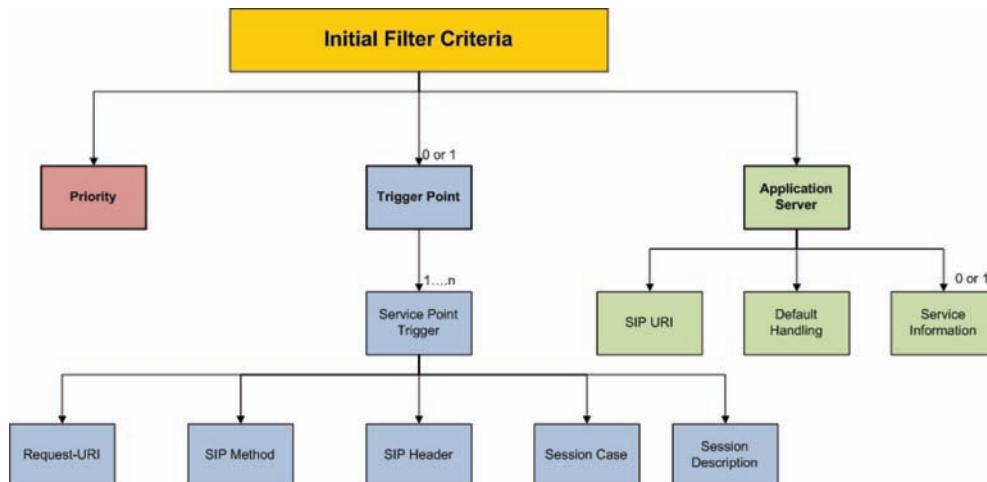 Initial Filter Criteria
0 or 1
Priority
Trigger Point
Application
Server
1....n
0 or 1
Service Point
Trigger
SIP URI
Default
Handling
Service
Information
Request-URI
SIP Method
SIP Header
Session Case
Session
Description